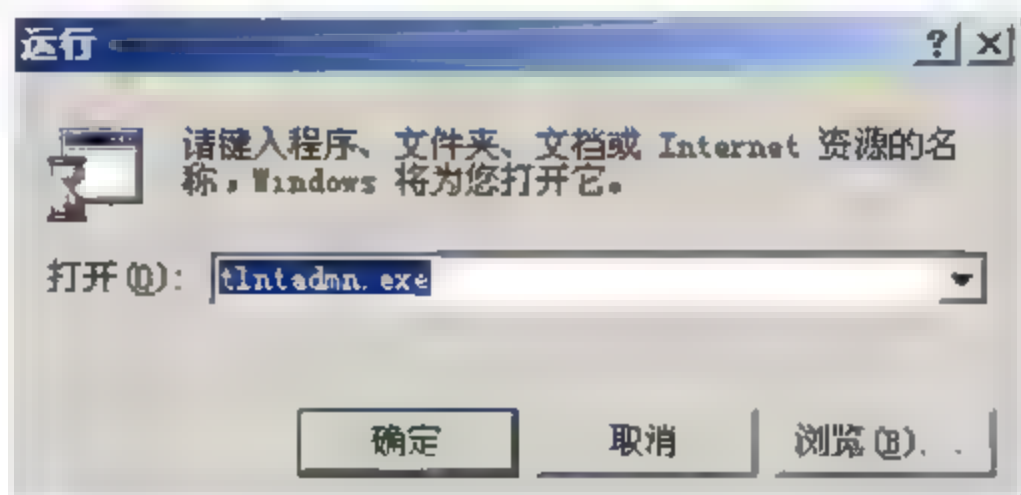 运行
? ×
请键入程序、文件夹、文档或 Internet 资源的名
称，Windows 将为您打开它。
打开(O): tlntadmn.exe
确定 取消 浏览(B)...